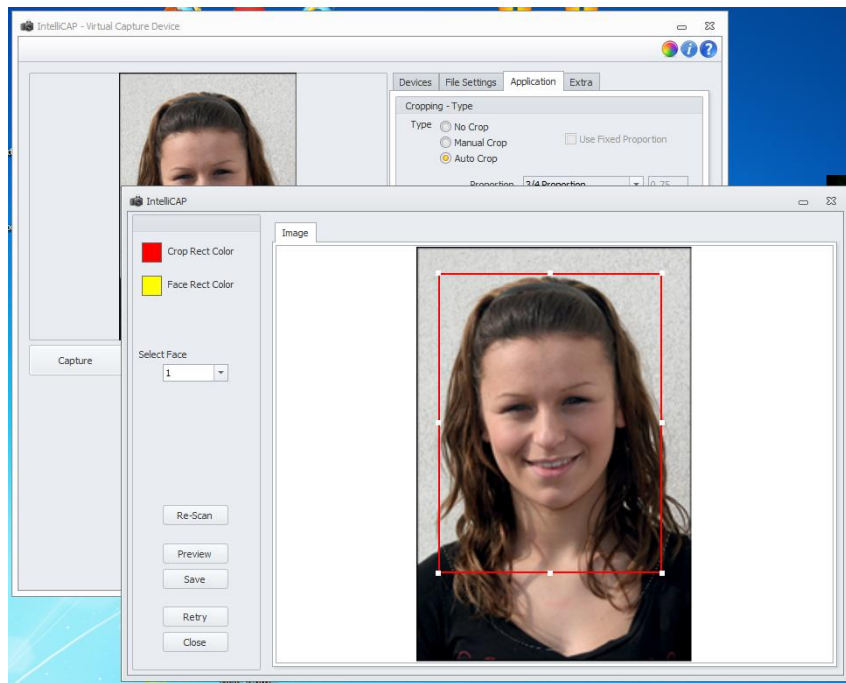 IntelliCAP - Virtual Capture Device
Devices File Settings Application Extra
Cropping - Type
Type No Crop
Manual Crop
Auto Crop
Use Fixed Proportion
Proportion 3/4 Proportion 0.75
Capture
IntelliCAP
Crop Rect Color
Face Rect Color
Select Face
1
Re-Scan
Preview
Save
Retry
Close
Image